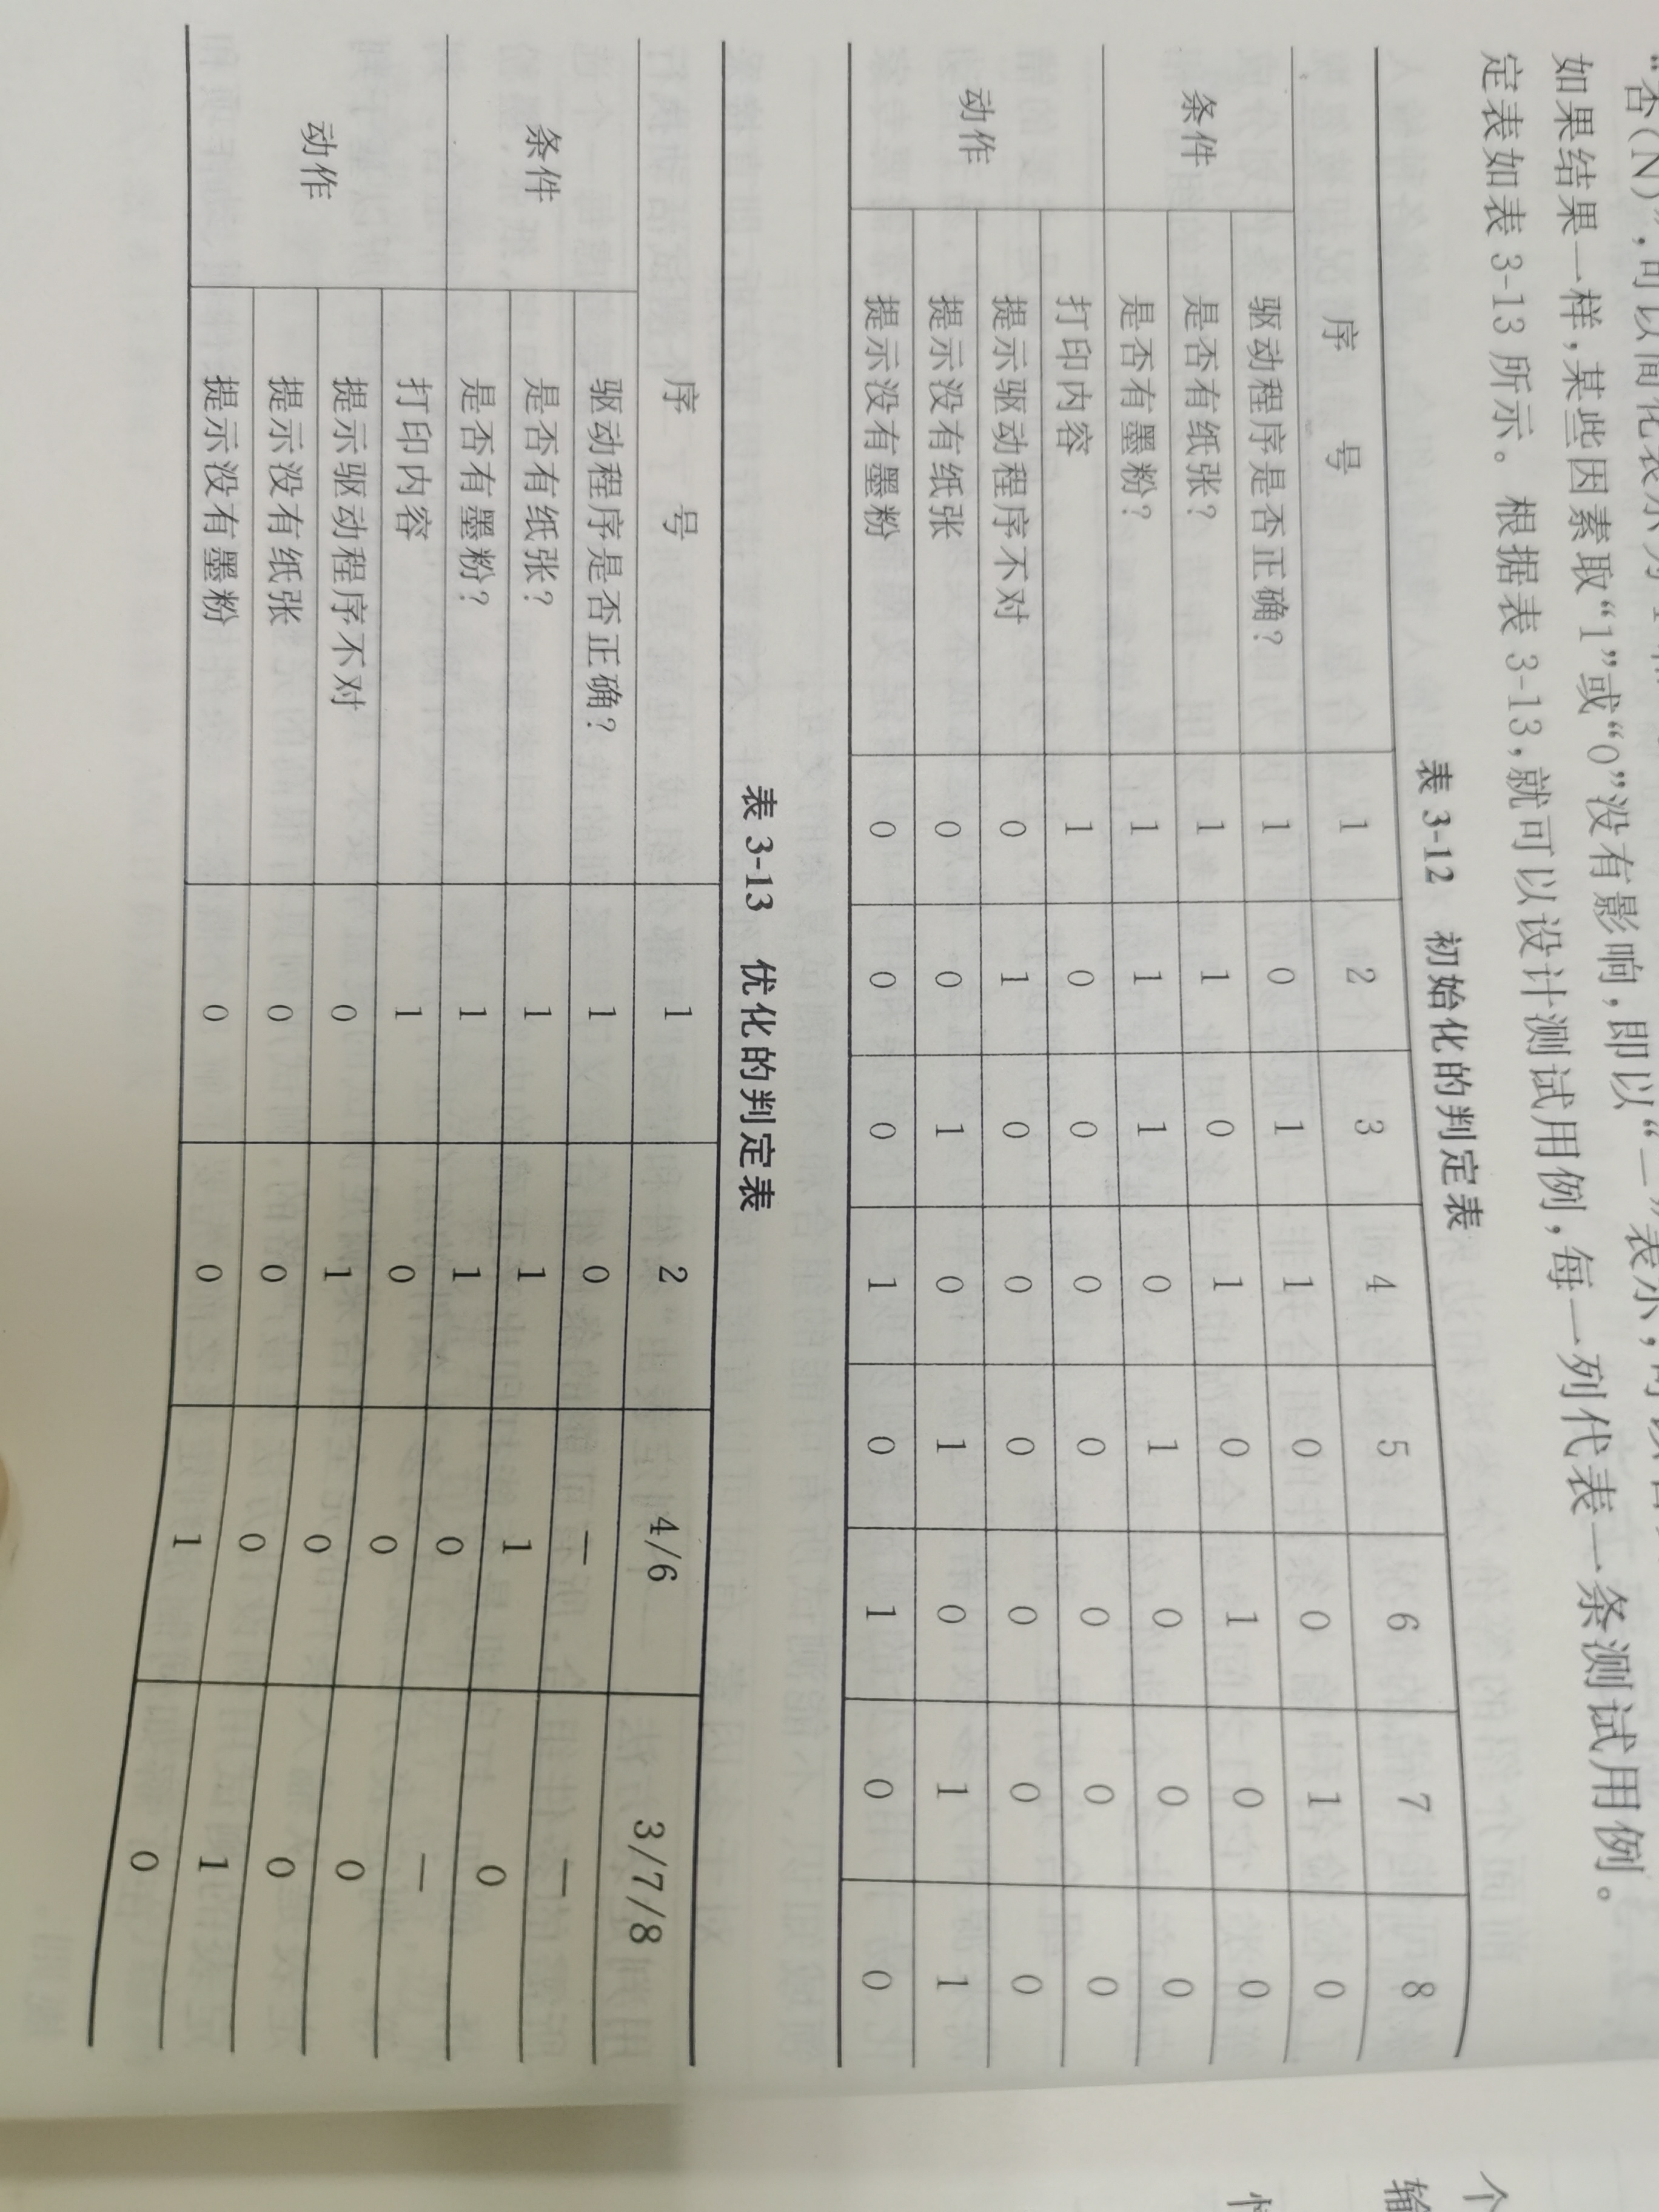 “否(N)”,可以简化表示为
如果结果一样,某些因素取“1”或“0”没有影响,即以“—”表示,可以
定表如表 3-13 所示。根据表 3-13,就可以设计测试用例,每一列代表一条测试用例。
表 3-12 初始化的判定表
序 号 1 2 3 4 5 6 7 8
条件
驱动程序是否正确? 1 0 1 1 0 0 1 0
是否有纸张? 1 1 0 1 0 1 0 0
是否有墨粉? 1 1 1 0 1 0 0 0
动作
打印内容 1 0 0 0 0 0 0 0
提示驱动程序不对 0 1 0 0 0 0 0 0
提示没有纸张 0 0 1 0 1 0 1 1
提示没有墨粉 0 0 0 1 0 1 0 0
表 3-13 优化的判定表
序 号 1 2 4/6 3/7/8
条件
驱动程序是否正确? 1 0 — —
是否有纸张? 1 1 1 0
是否有墨粉? 1 1 0 —
动作
打印内容 1 0 0 0
提示驱动程序不对 0 1 0 0
提示没有纸张 0 0 0 1
提示没有墨粉 0 0 1 0
个
输